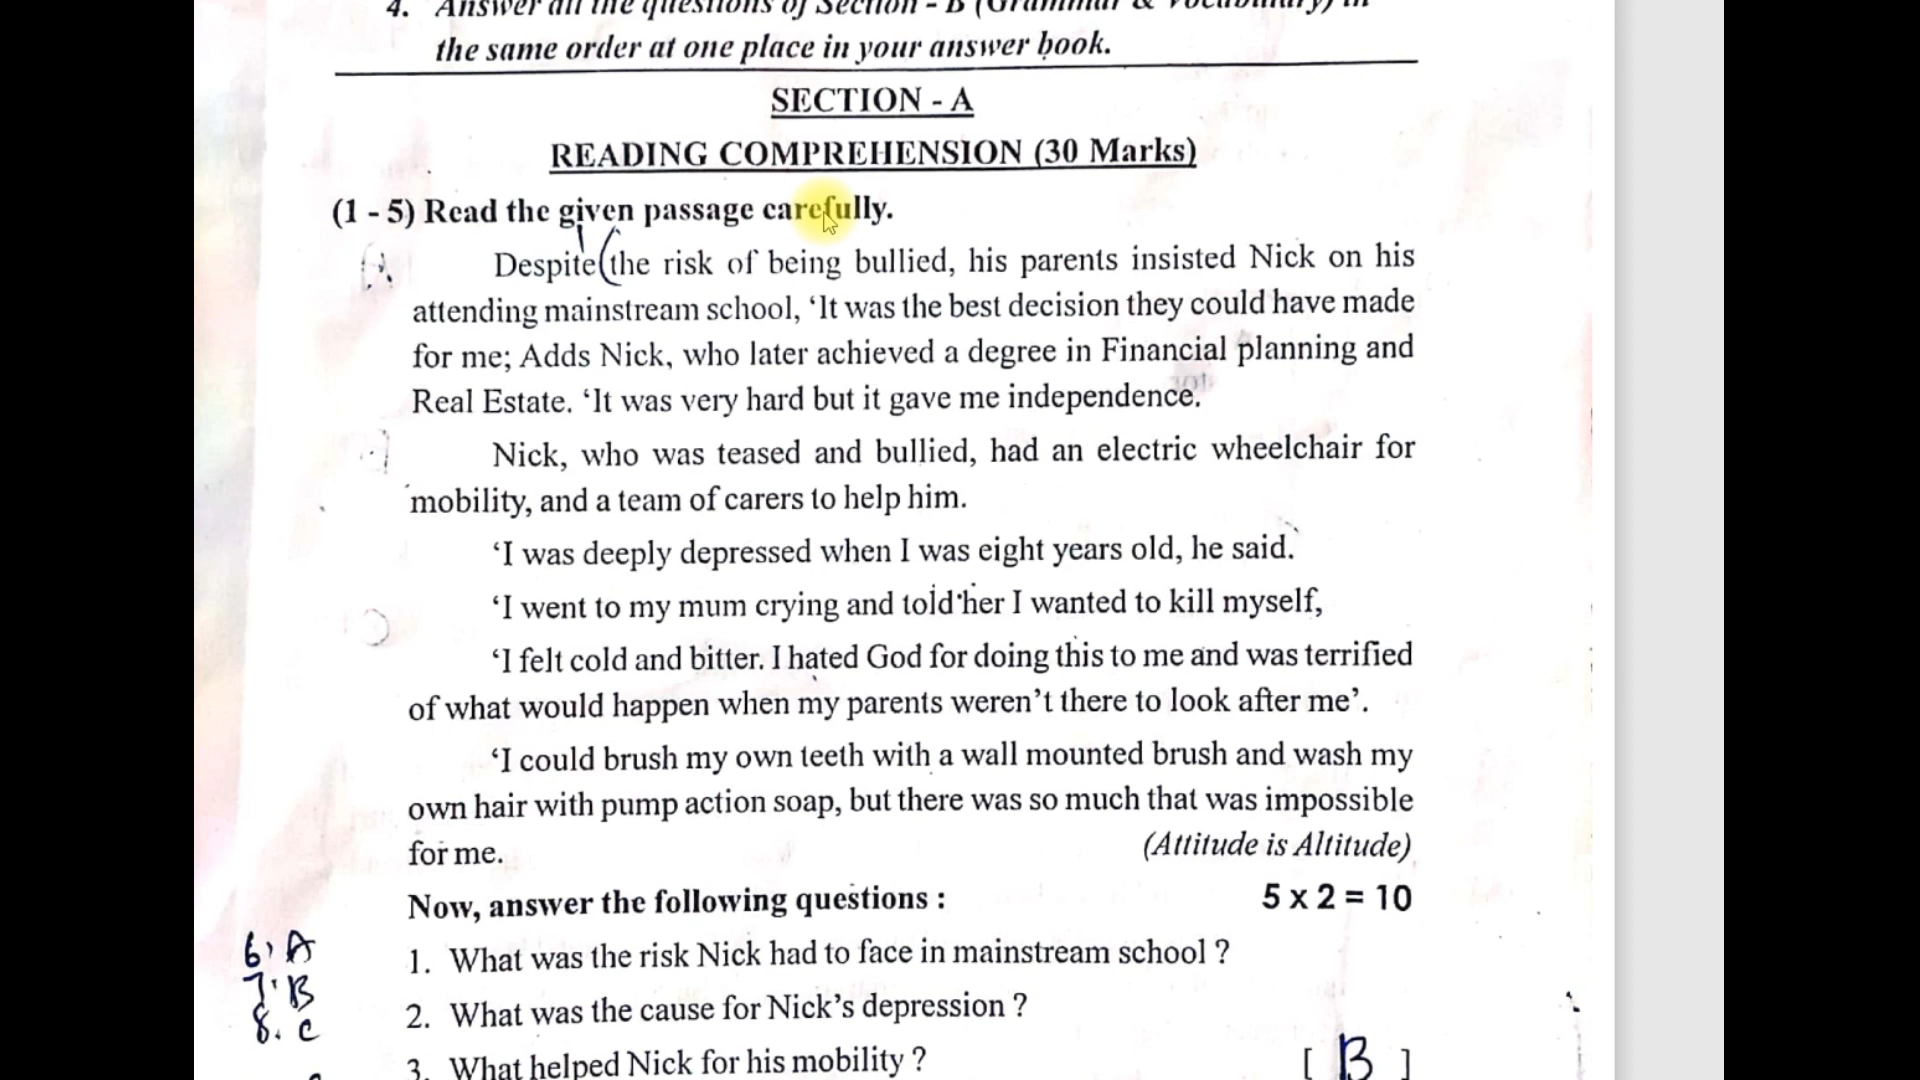 4. Answer all the questions of Section - B (Grammar & Vocabulary) in
the same order at one place in your answer book.
SECTION - A
READING COMPREHENSION (30 Marks)
(1 - 5) Read the given passage carefully.
Despite the risk of being bullied, his parents insisted Nick on his
attending mainstream school, ‘It was the best decision they could have made
for me; Adds Nick, who later achieved a degree in Financial planning and
Real Estate. ‘It was very hard but it gave me independence.’
Nick, who was teased and bullied, had an electric wheelchair for
mobility, and a team of carers to help him.
‘I was deeply depressed when I was eight years old, he said.
‘I went to my mum crying and told her I wanted to kill myself,
‘I felt cold and bitter. I hated God for doing this to me and was terrified
of what would happen when my parents weren’t there to look after me’.
‘I could brush my own teeth with a wall mounted brush and wash my
own hair with pump action soap, but there was so much that was impossible
for me. (Attitude is Altitude)
Now, answer the following questions : 5 x 2 = 10
6. A
7. B
8. C
1. What was the risk Nick had to face in mainstream school ?
2. What was the cause for Nick’s depression ?
3. What helped Nick for his mobility ? [ B ]